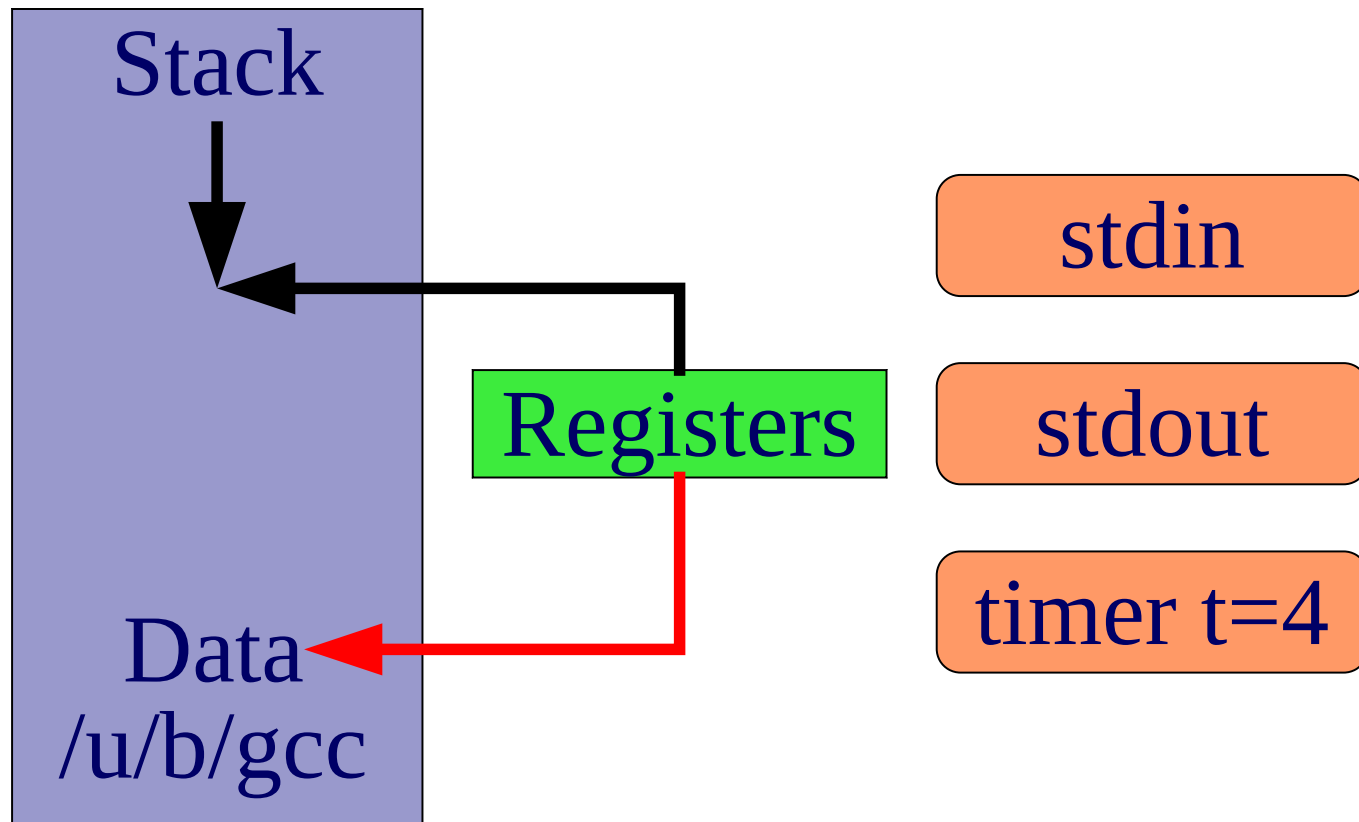 Stack
stdin
Registers
stdout
timer t=4
Data
/u/b/gcc